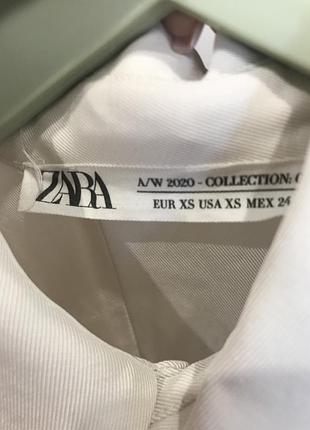 ZARA
A/W 2020 - COLLECTION:
EUR XS USA XS MEX 24